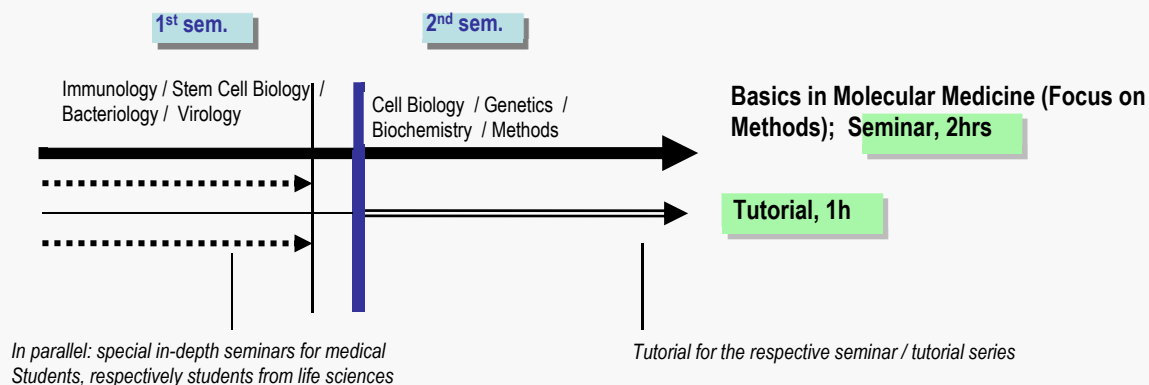 1st sem.
2nd sem.
Immunology / Stem Cell Biology /
Bacteriology / Virology
Cell Biology / Genetics /
Biochemistry / Methods
Basics in Molecular Medicine (Focus on
Methods); Seminar, 2hrs
Tutorial, 1h
In parallel: special in-depth seminars for medical
Students, respectively students from life sciences
Tutorial for the respective seminar / tutorial series